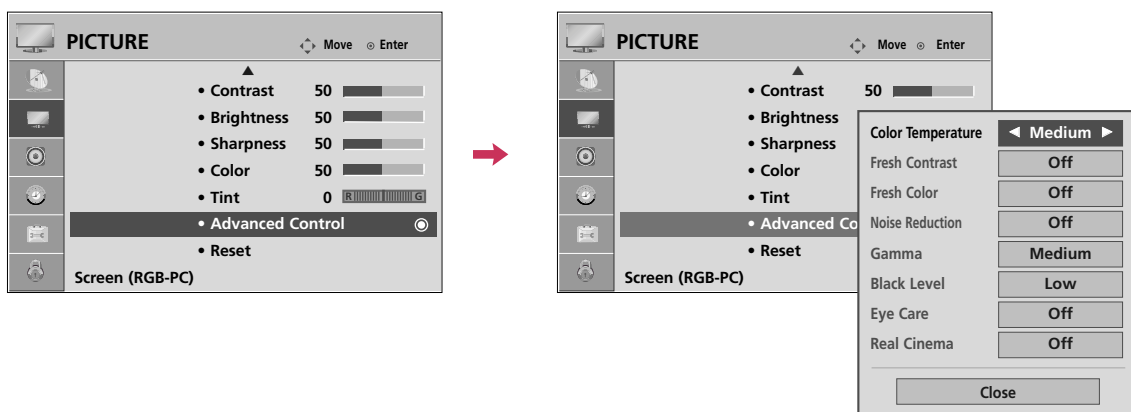 PICTURE Move Enter
• Contrast 50
• Brightness 50
• Sharpness 50
• Color 50
• Tint 0 R G
• Advanced Control
• Reset
Screen (RGB-PC)
PICTURE Move Enter
• Contrast 50
• Brightness
• Sharpness
• Color
• Tint
• Advanced Co
• Reset
Screen (RGB-PC)
Color Temperature ◀ Medium ▶
Fresh Contrast Off
Fresh Color Off
Noise Reduction Off
Gamma Medium
Black Level Low
Eye Care Off
Real Cinema Off
Close